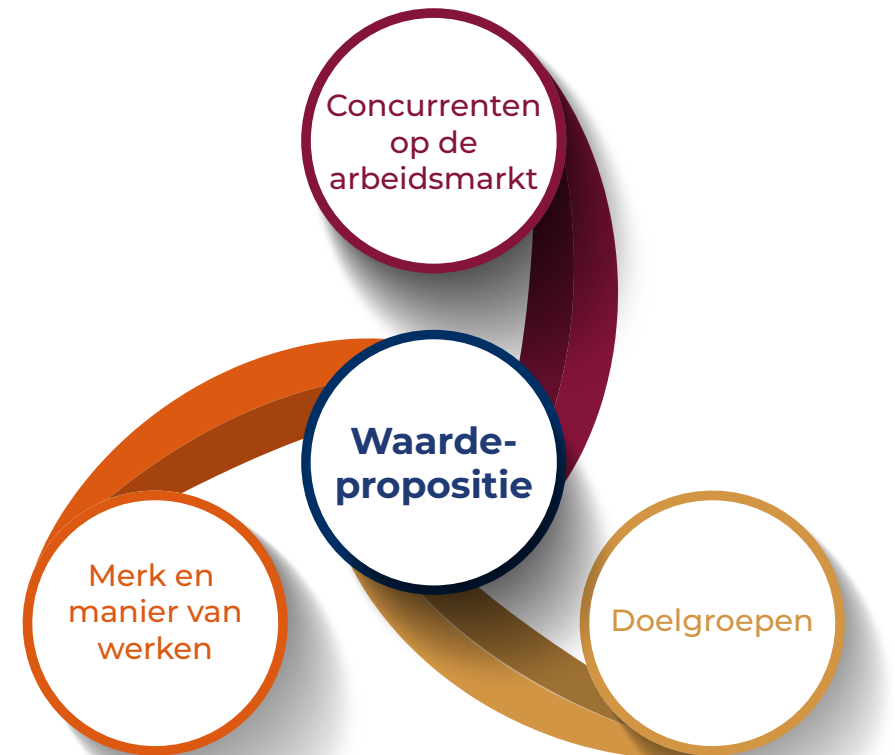 Concurrenten
op de
arbeidsmarkt
Waarde-
propositie
Merk en
manier van
werken
Doelgroepen